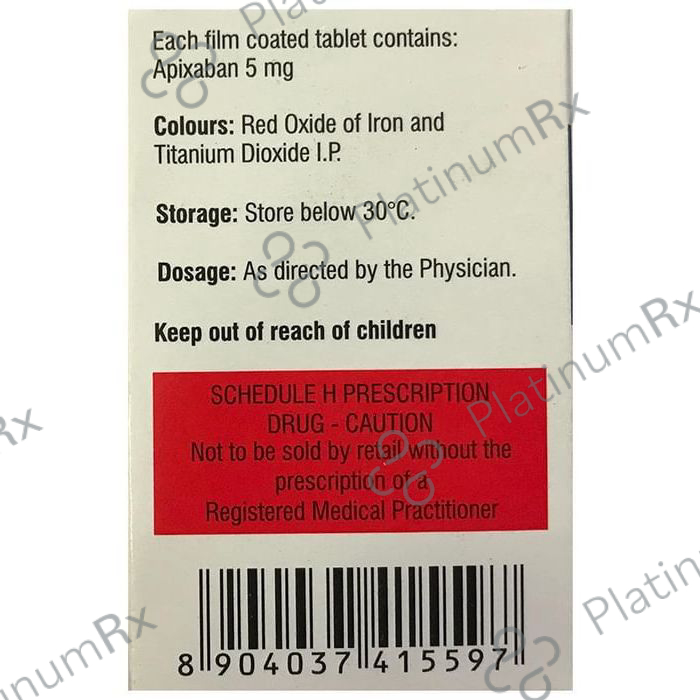 Each film coated tablet contains:
Apixaban 5 mg
Colours: Red Oxide of Iron and
Titanium Dioxide I.P.
Storage: Store below 30°C.
Dosage: As directed by the Physician.
Keep out of reach of children
SCHEDULE H PRESCRIPTION
DRUG - CAUTION
Not to be sold by retail without the
prescription of a
Registered Medical Practitioner
8 904037 415597
PlatinumRx
PlatinumRx
PlatinumRx
PlatinumRx